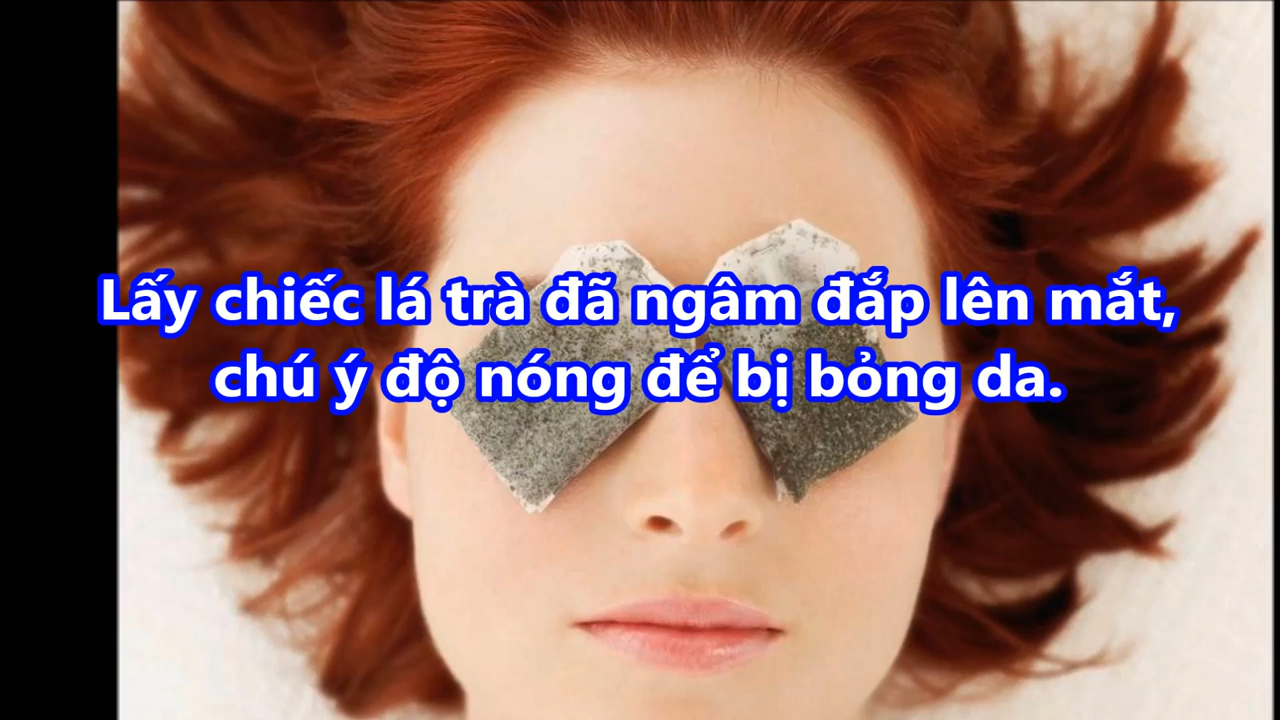 Lấy chiếc lá trà đã ngâm đắp lên mắt,
chú ý độ nóng để bị bỏng da.